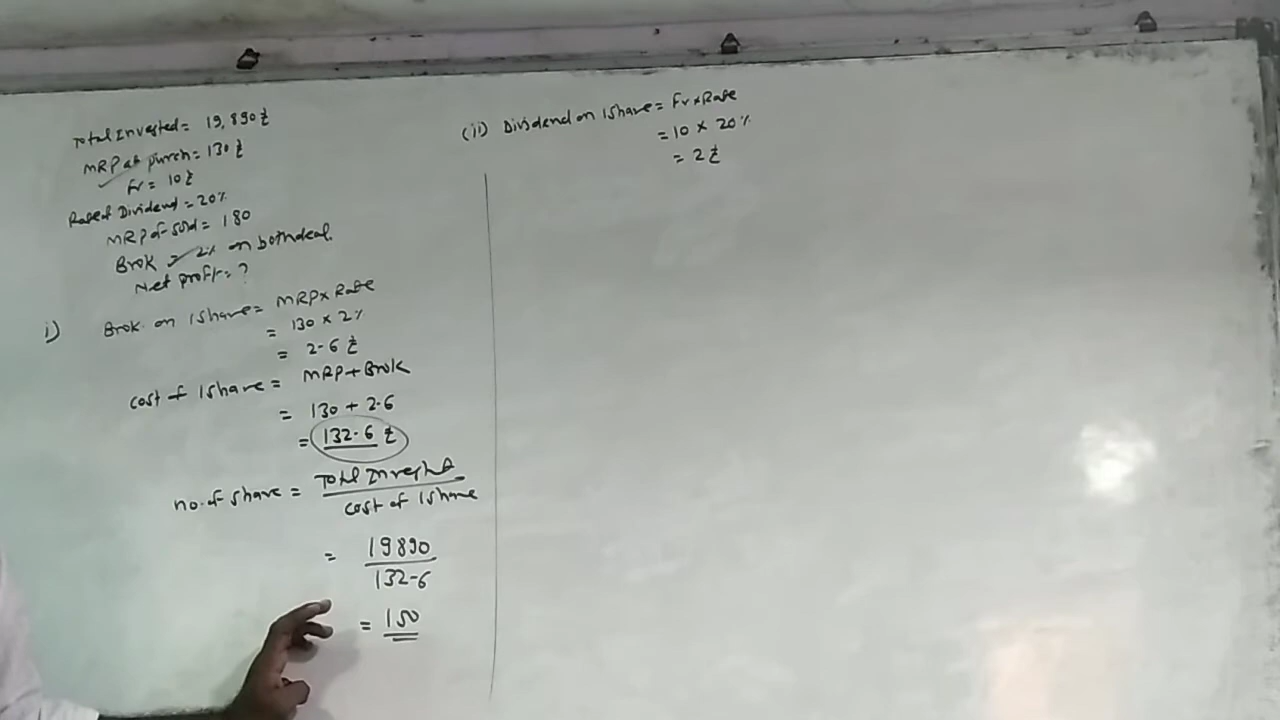 Total Invested = 19,890 ₹
MRP at purch = 130 ₹
FV = 10 ₹
Rate of Dividend = 20%
MRP of sold = 180
Brok = 2% on both deal.
Net profit = ?
i) Brok. on 1 share = MRP x Rate
= 130 x 2%
= 2.6 ₹
cost of 1 share = MRP + Brok
= 130 + 2.6
= 132.6 ₹
no. of share = Total Invested / cost of 1 share
= 19890 / 132.6
= 150
(ii) Dividend on 1 share = FV x Rate
= 10 x 20%
= 2 ₹